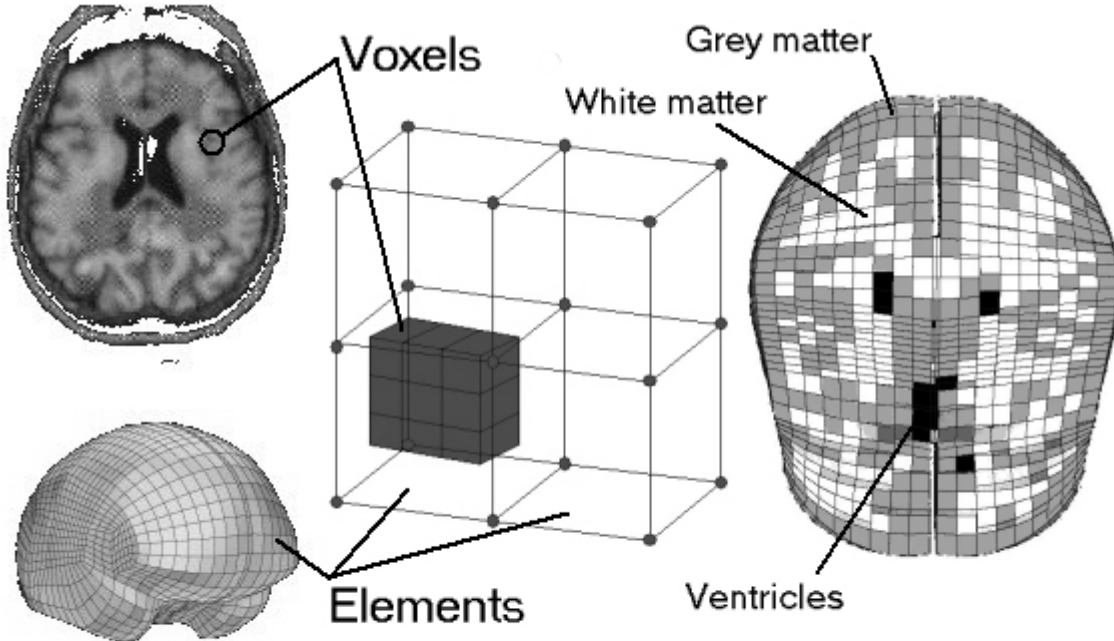 Voxels
Grey matter
White matter
Elements
Ventricles